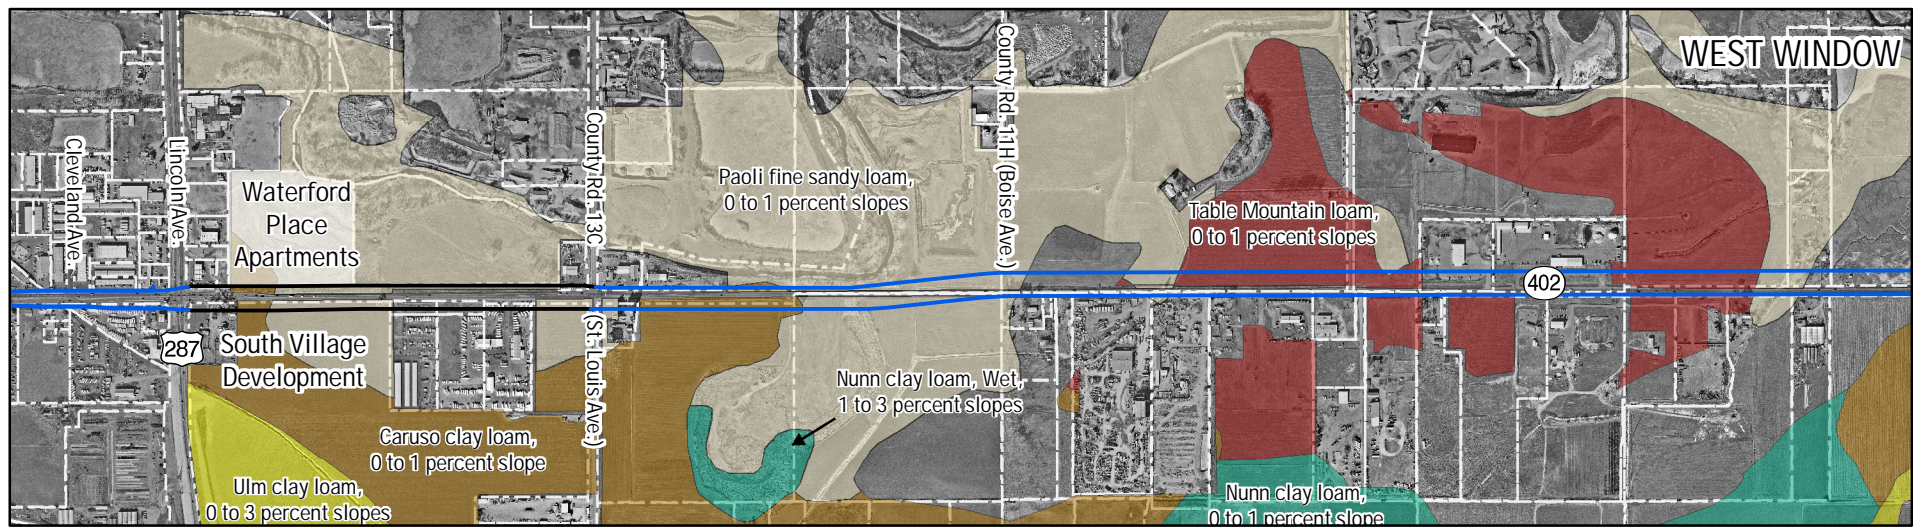 WEST WINDOW
Cleveland Ave.
Lincoln Ave.
County Rd. 13C
(St. Louis Ave.)
County Rd. 11H (Boise Ave.)
Waterford
Place
Apartments
Paoli fine sandy loam,
0 to 1 percent slopes
Table Mountain loam,
0 to 1 percent slopes
402
287
South Village
Development
Nunn clay loam, Wet,
1 to 3 percent slopes
Caruso clay loam,
0 to 1 percent slope
Ulm clay loam,
0 to 3 percent slopes
Nunn clay loam,
0 to 1 percent slope